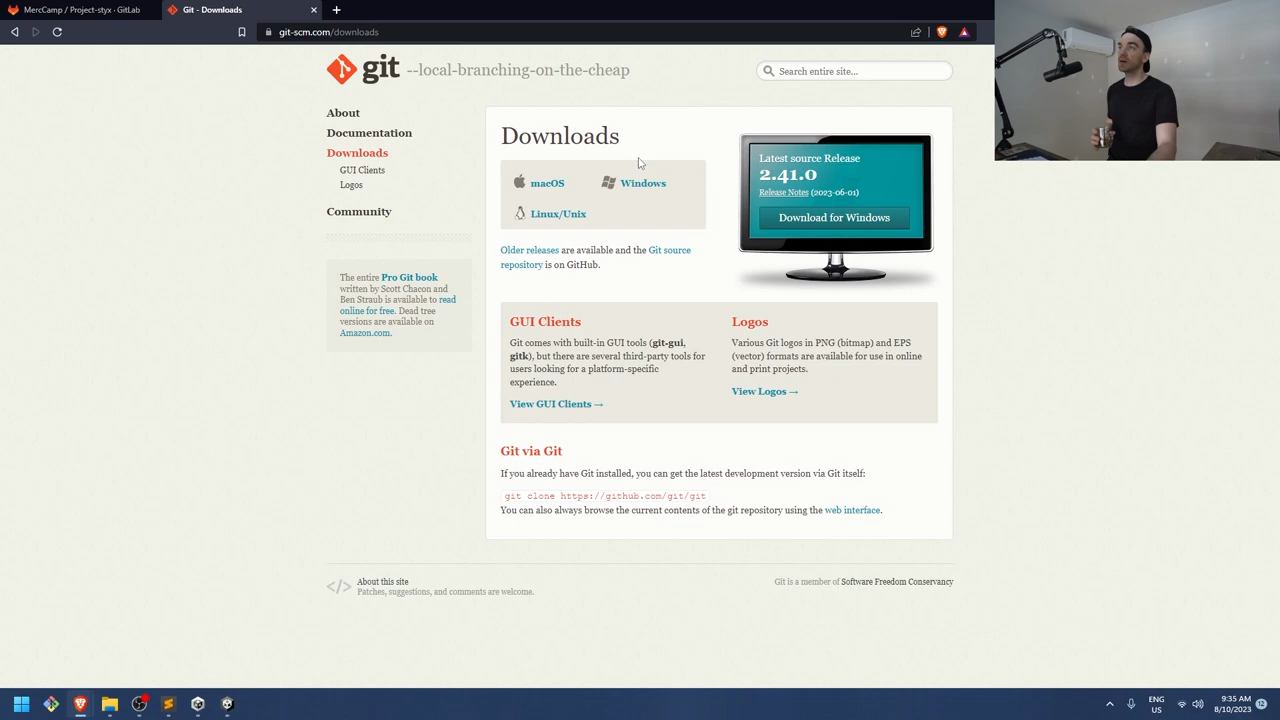 MercCamp / Project-styx · GitLab
Git - Downloads
git-scm.com/downloads
git --local-branching-on-the-cheap
Search entire site...
About
Documentation
Downloads
GUI Clients
Logos
Community
The entire Pro Git book
written by Scott Chacon and
Ben Straub is available to read
online for free. Dead tree
versions are available on
Amazon.com.
Downloads
macOS
Windows
Linux/Unix
Older releases are available and the Git source
repository is on GitHub.
Latest source Release
2.41.0
Release Notes (2023-06-01)
Download for Windows
GUI Clients
Git comes with built-in GUI tools (git-gui,
gitk), but there are several third-party tools for
users looking for a platform-specific
experience.
View GUI Clients →
Logos
Various Git logos in PNG (bitmap) and EPS
(vector) formats are available for use in online
and print projects.
View Logos →
Git via Git
If you already have Git installed, you can get the latest development version via Git itself:
git clone https://github.com/git/git
You can also always browse the current contents of the git repository using the web interface.
</> About this site
Patches, suggestions, and comments are welcome.
Git is a member of Software Freedom Conservancy
ENG
US
9:35 AM
8/10/2023
12